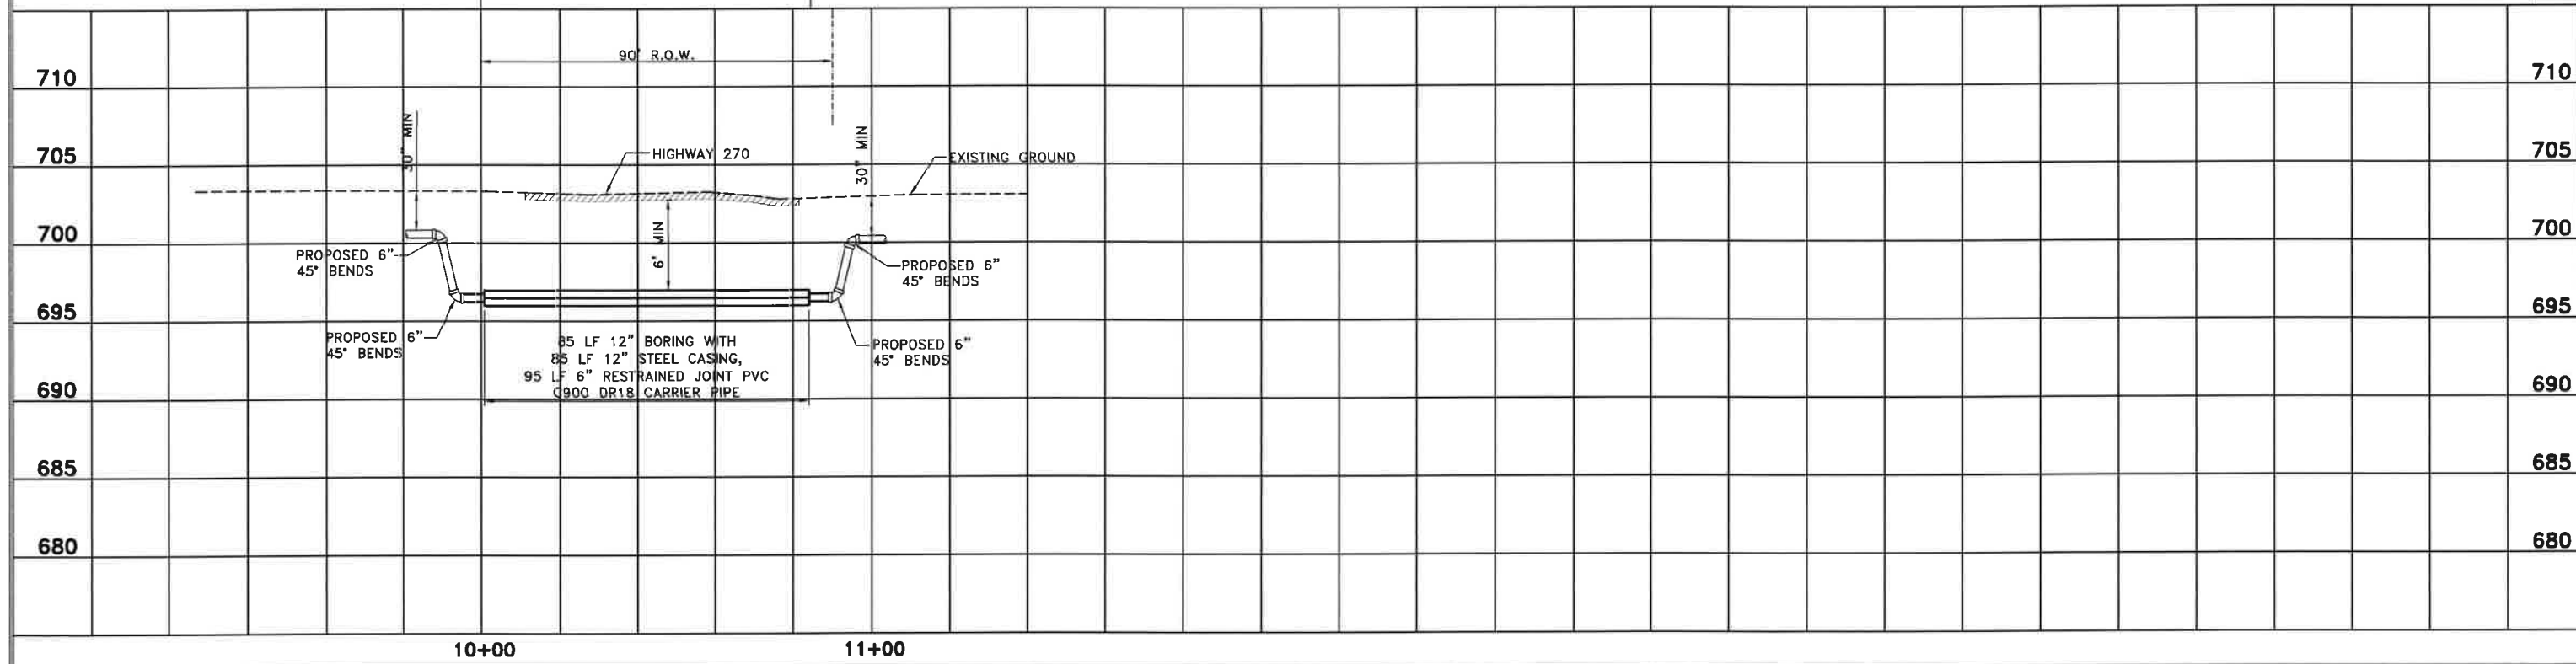 90' R.O.W.
710
710
30" MIN
30" MIN
HIGHWAY 270
EXISTING GROUND
705
705
700
700
6' MIN
PROPOSED 6"
45° BENDS
PROPOSED 6"
45° BENDS
695
695
PROPOSED 6"
45° BENDS
85 LF 12" BORING WITH
85 LF 12" STEEL CASING,
95 LF 6" RESTRAINED JOINT PVC
C900 DR18 CARRIER PIPE
PROPOSED 6"
45° BENDS
690
690
685
685
680
680
10+00
11+00